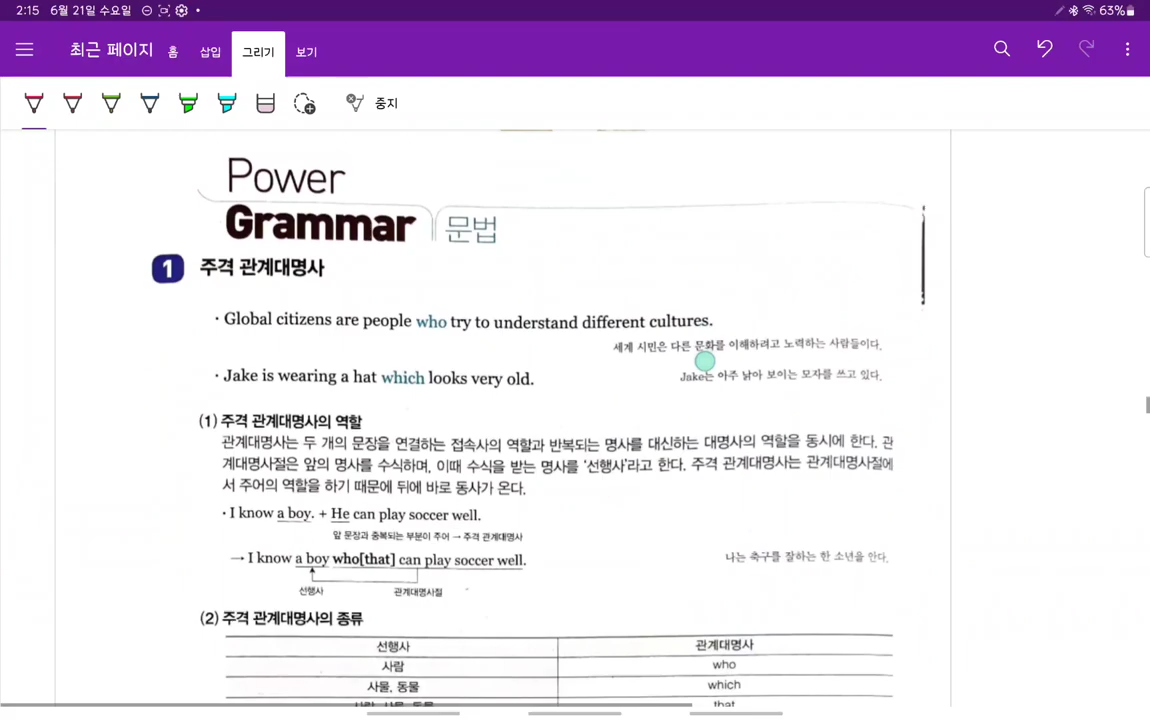 2:15 6월 21일 수요일 63%
최근 페이지 홈 삽입 그리기 보기
중지
Power
Grammar 문법
1 주격 관계대명사
· Global citizens are people who try to understand different cultures.
세계 시민은 다른 문화를 이해하려고 노력하는 사람들이다.
· Jake is wearing a hat which looks very old.
Jake는 아주 낡아 보이는 모자를 쓰고 있다.
(1) 주격 관계대명사의 역할
관계대명사는 두 개의 문장을 연결하는 접속사의 역할과 반복되는 명사를 대신하는 대명사의 역할을 동시에 한다. 관
계대명사절은 앞의 명사를 수식하며, 이때 수식을 받는 명사를 ‘선행사’라고 한다. 주격 관계대명사는 관계대명사절에
서 주어의 역할을 하기 때문에 뒤에 바로 동사가 온다.
· I know a boy. + He can play soccer well.
앞 문장과 중복되는 부분이 주어 → 주격 관계대명사
→ I know a boy who[that] can play soccer well.
나는 축구를 잘하는 한 소년을 안다.
선행사 관계대명사절
(2) 주격 관계대명사의 종류
선행사 관계대명사
사람 who
사물, 동물 which
사람, 사물, 동물 that